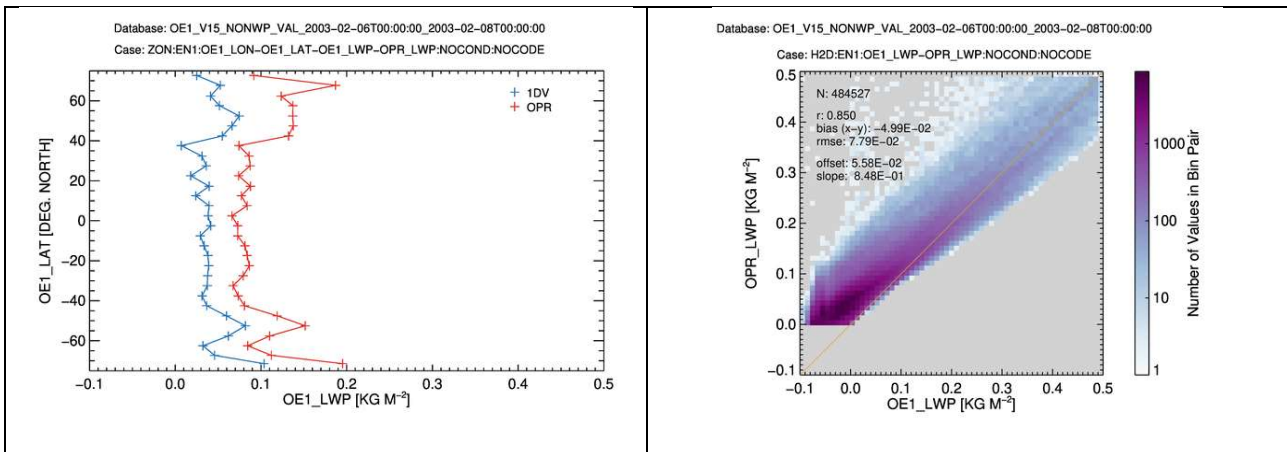 Database: OE1_V15_NONWP_VAL_2003-02-06T00:00:00_2003-02-08T00:00:00
Case: ZON:EN1:OE1_LON-OE1_LAT-OE1_LWP-OPR_LWP:NOCOND:NOCODE
1DV
OPR
60
40
20
0
−20
−40
−60
OE1_LAT [DEG. NORTH]
−0.1
0.0
0.1
0.2
0.3
0.4
0.5
OE1_LWP [KG M⁻²]
Database: OE1_V15_NONWP_VAL_2003-02-06T00:00:00_2003-02-08T00:00:00
Case: H2D:EN1:OE1_LWP-OPR_LWP:NOCOND:NOCODE
N: 484527
r: 0.850
bias (x-y): -4.99E-02
rmse: 7.79E-02
offset: 5.58E-02
slope: 8.48E-01
0.5
0.4
0.3
0.2
0.1
0.0
−0.1
OPR_LWP [KG M⁻²]
−0.1
0.0
0.1
0.2
0.3
0.4
0.5
OE1_LWP [KG M⁻²]
1000
100
10
1
Number of Values in Bin Pair